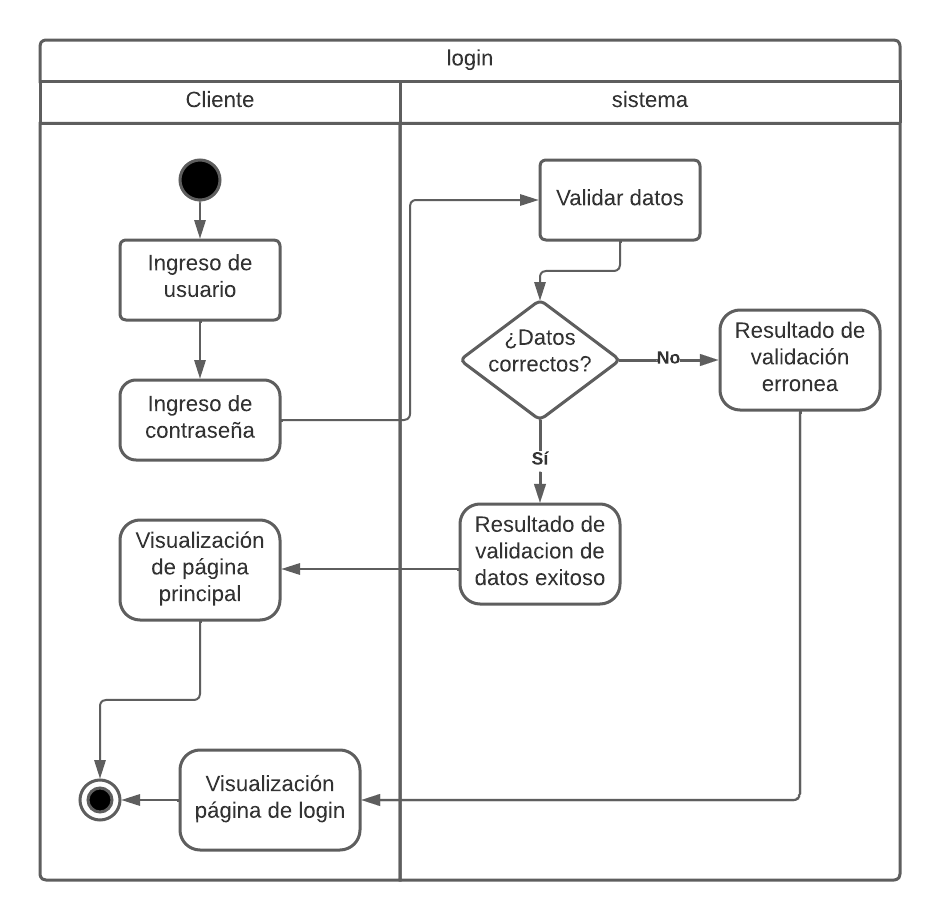 login
Cliente
sistema
Ingreso de
usuario
Ingreso de
contraseña
Validar datos
¿Datos
correctos?
No
Resultado de
validación
erronea
Sí
Resultado de
validacion de
datos exitoso
Visualización
de página
principal
Visualización
página de login